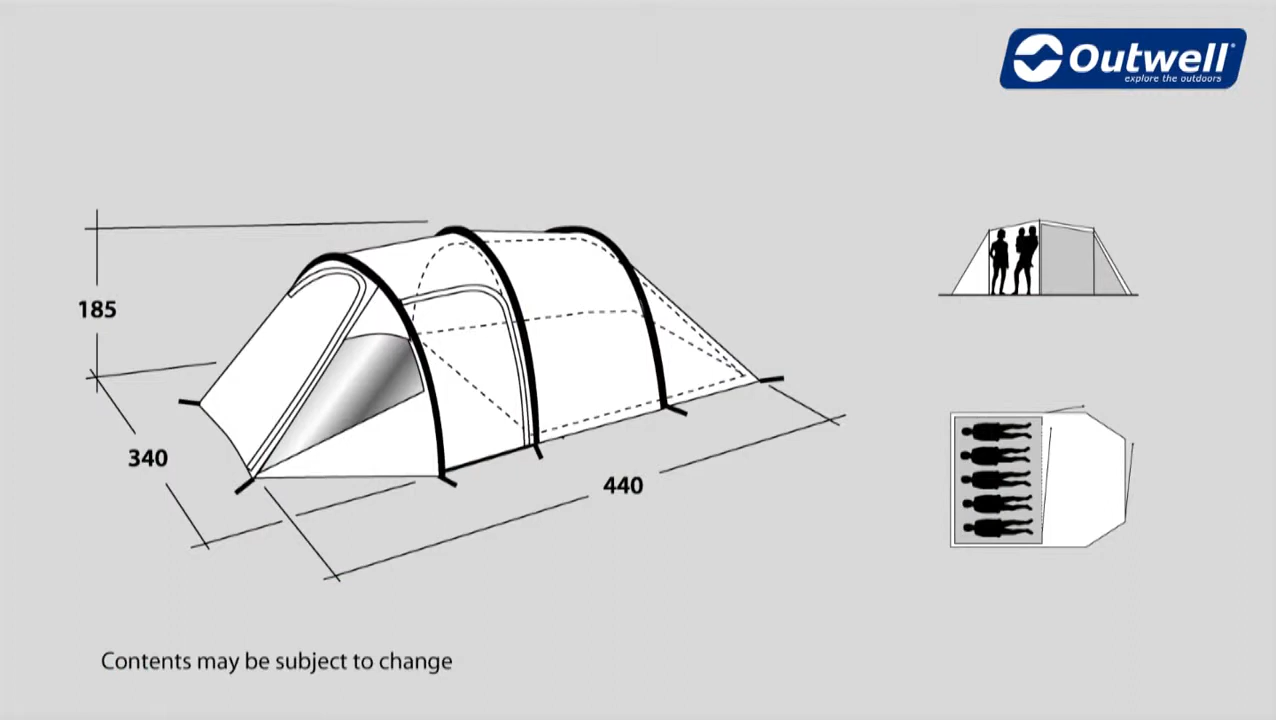 Outwell
explore the outdoors
185
340
440
Contents may be subject to change